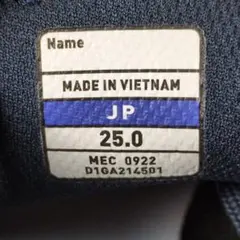 Name
MADE IN VIETNAM
JP
25.0
MEC 0922
D1GA214501